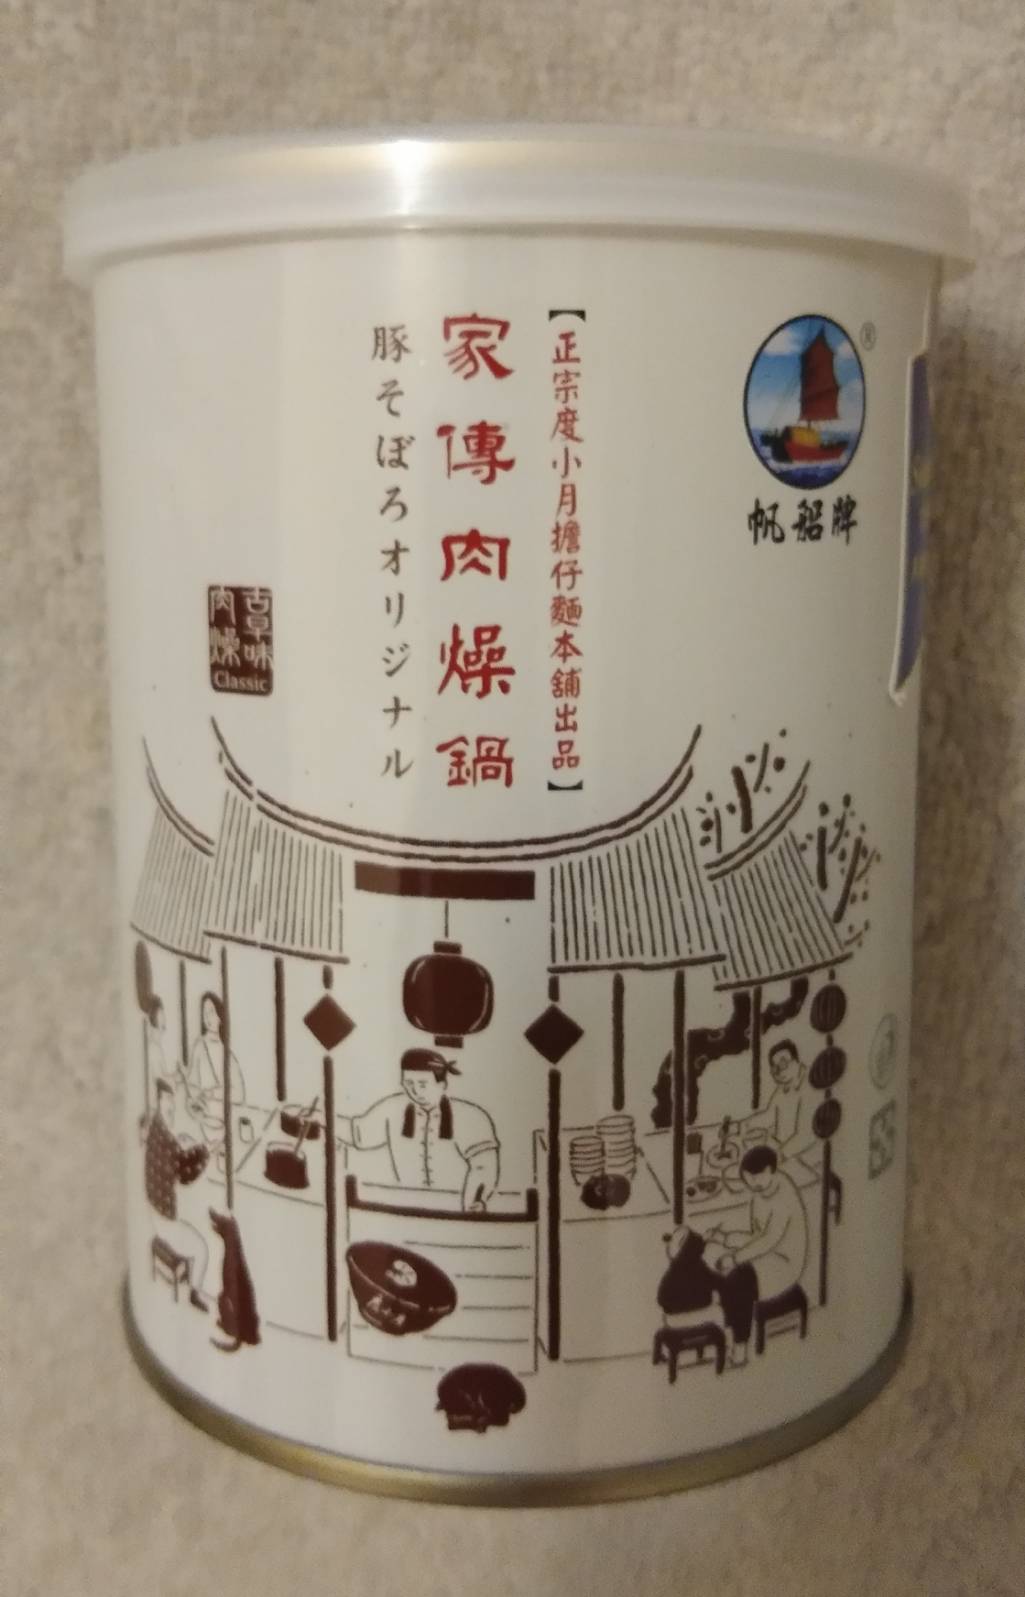 【正宗度小月擔仔麵本舖出品】
家傳肉燥鍋
豚そぼろオリジナル
®
帆船牌
古早味
肉燥
Classic